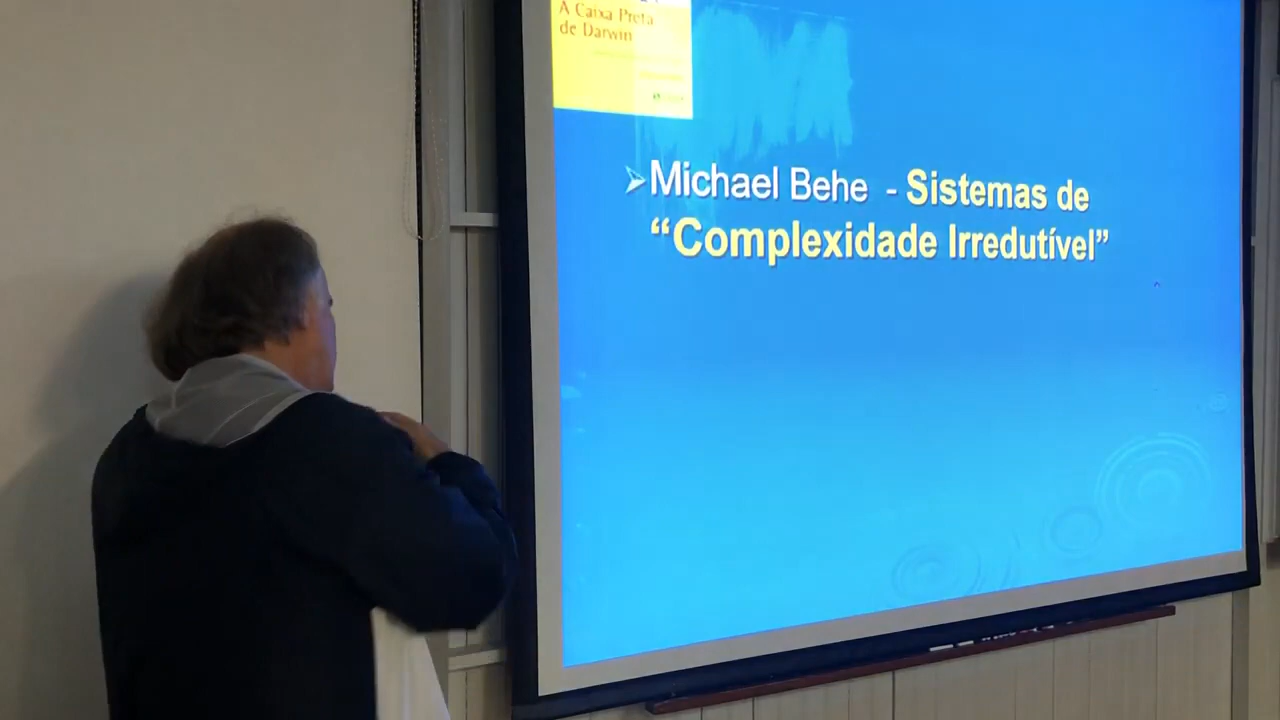 A Caixa Preta
de Darwin
➢Michael Behe - Sistemas de
“Complexidade Irredutível”